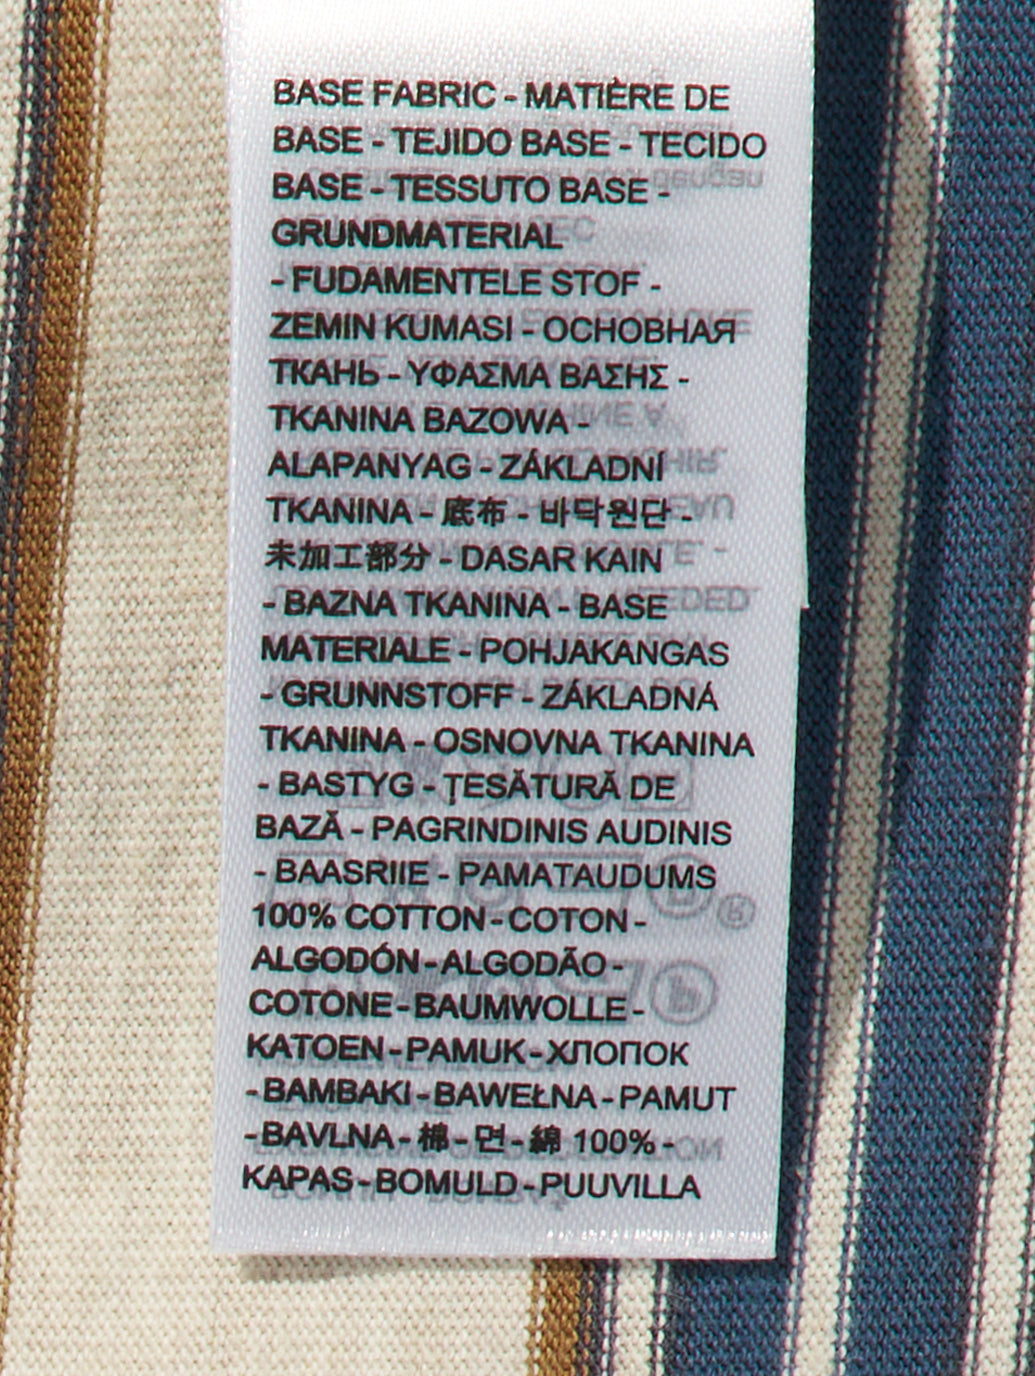 BASE FABRIC - MATIÈRE DE
BASE - TEJIDO BASE - TECIDO
BASE - TESSUTO BASE -
GRUNDMATERIAL
- FUDAMENTELE STOF -
ZEMIN KUMASI - ОСНОВНАЯ
ТКАНЬ - ΥΦΑΣΜΑ ΒΑΣΗΣ -
TKANINA BAZOWA -
ALAPANYAG - ZÁKLADNÍ
TKANINA - 底布 - 바닥원단 -
未加工部分 - DASAR KAIN
- BAZNA TKANINA - BASE
MATERIALE - POHJAKANGAS
- GRUNNSTOFF - ZÁKLADNÁ
TKANINA - OSNOVNA TKANINA
- BASTYG - ŢESĂTURĂ DE
BAZĂ - PAGRINDINIS AUDINIS
- BAASRIIE - PAMATAUDUMS
100% COTTON - COTON -
ALGODÓN - ALGODÃO -
COTONE - BAUMWOLLE -
KATOEN - PAMUK - ХЛОПОК
- ΒΑΜΒΑΚΙ - BAWEŁNA - PAMUT
- BAVLNA - 棉 - 면 - 綿 100% -
KAPAS - BOMULD - PUUVILLA